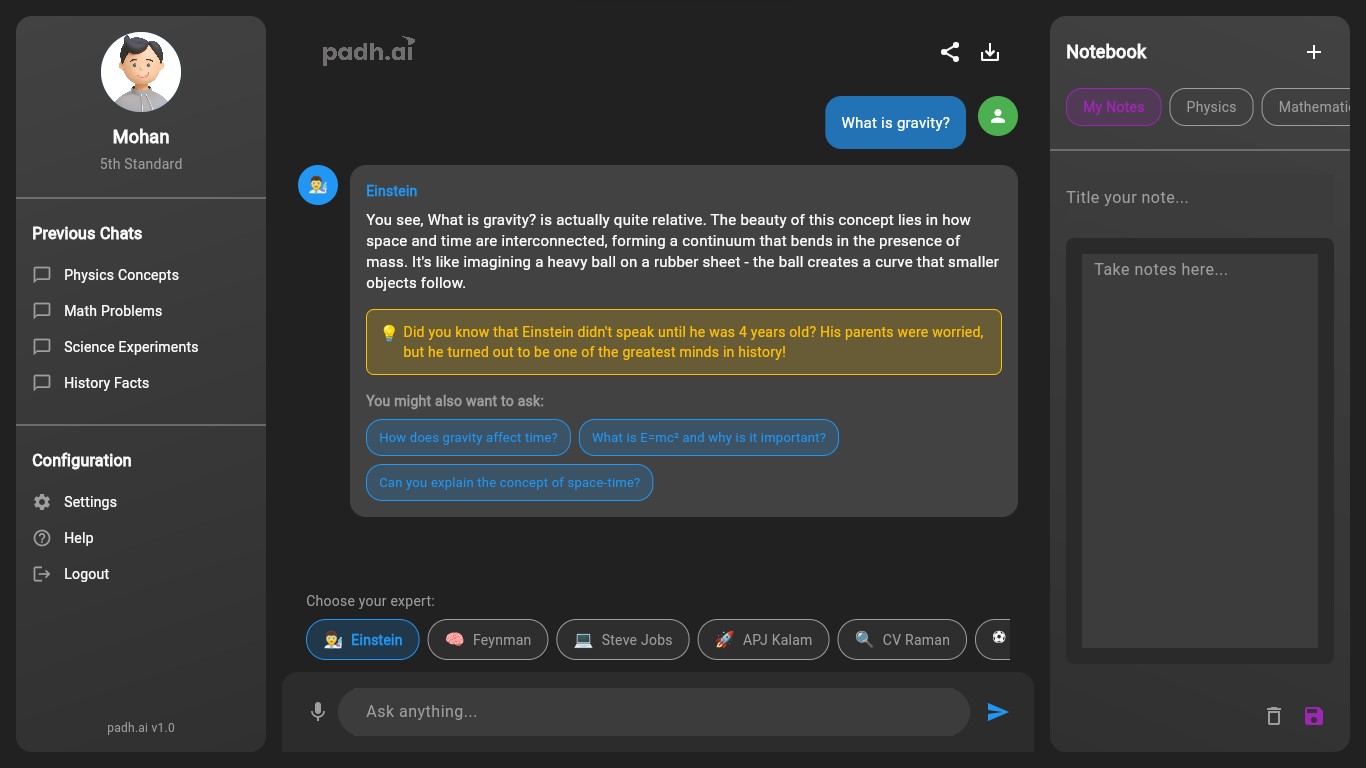 Mohan
5th Standard
Previous Chats
Physics Concepts
Math Problems
Science Experiments
History Facts
Configuration
Settings
Help
Logout
padh.ai v1.0
padh.ai
What is gravity?
Einstein
You see, What is gravity? is actually quite relative. The beauty of this concept lies in how
space and time are interconnected, forming a continuum that bends in the presence of
mass. It's like imagining a heavy ball on a rubber sheet - the ball creates a curve that smaller
objects follow.
💡 Did you know that Einstein didn't speak until he was 4 years old? His parents were worried,
but he turned out to be one of the greatest minds in history!
You might also want to ask:
How does gravity affect time?
What is E=mc² and why is it important?
Can you explain the concept of space-time?
Choose your expert:
Einstein
Feynman
Steve Jobs
APJ Kalam
CV Raman
Ask anything...
Notebook
My Notes
Physics
Mathemati
Title your note...
Take notes here...